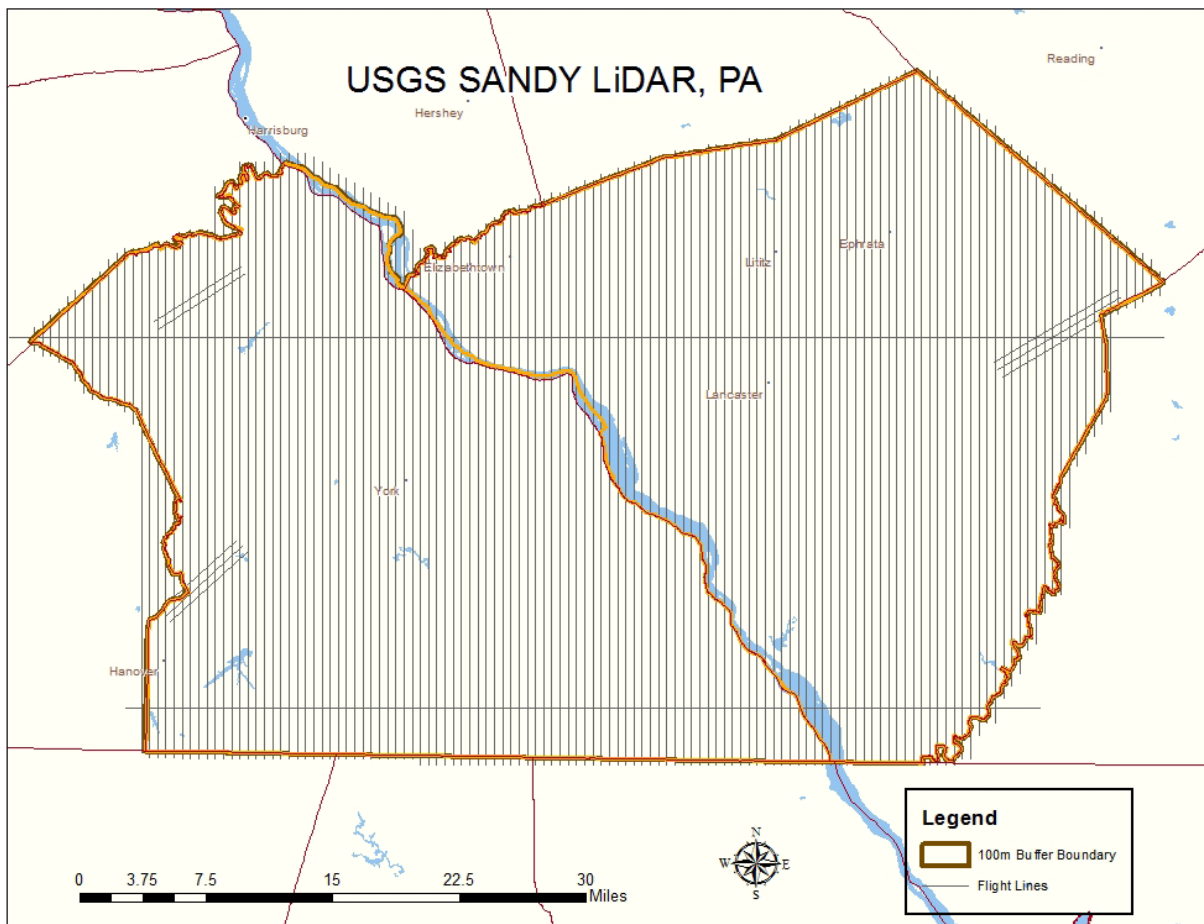 USGS SANDY LiDAR, PA
Reading
Hershey
Harrisburg
Ephrata
Lititz
Elizabethtown
Lancaster
York
Hanover
Legend
100m Buffer Boundary
Flight Lines
N
W E
S
0 3.75 7.5 15 22.5 30
Miles